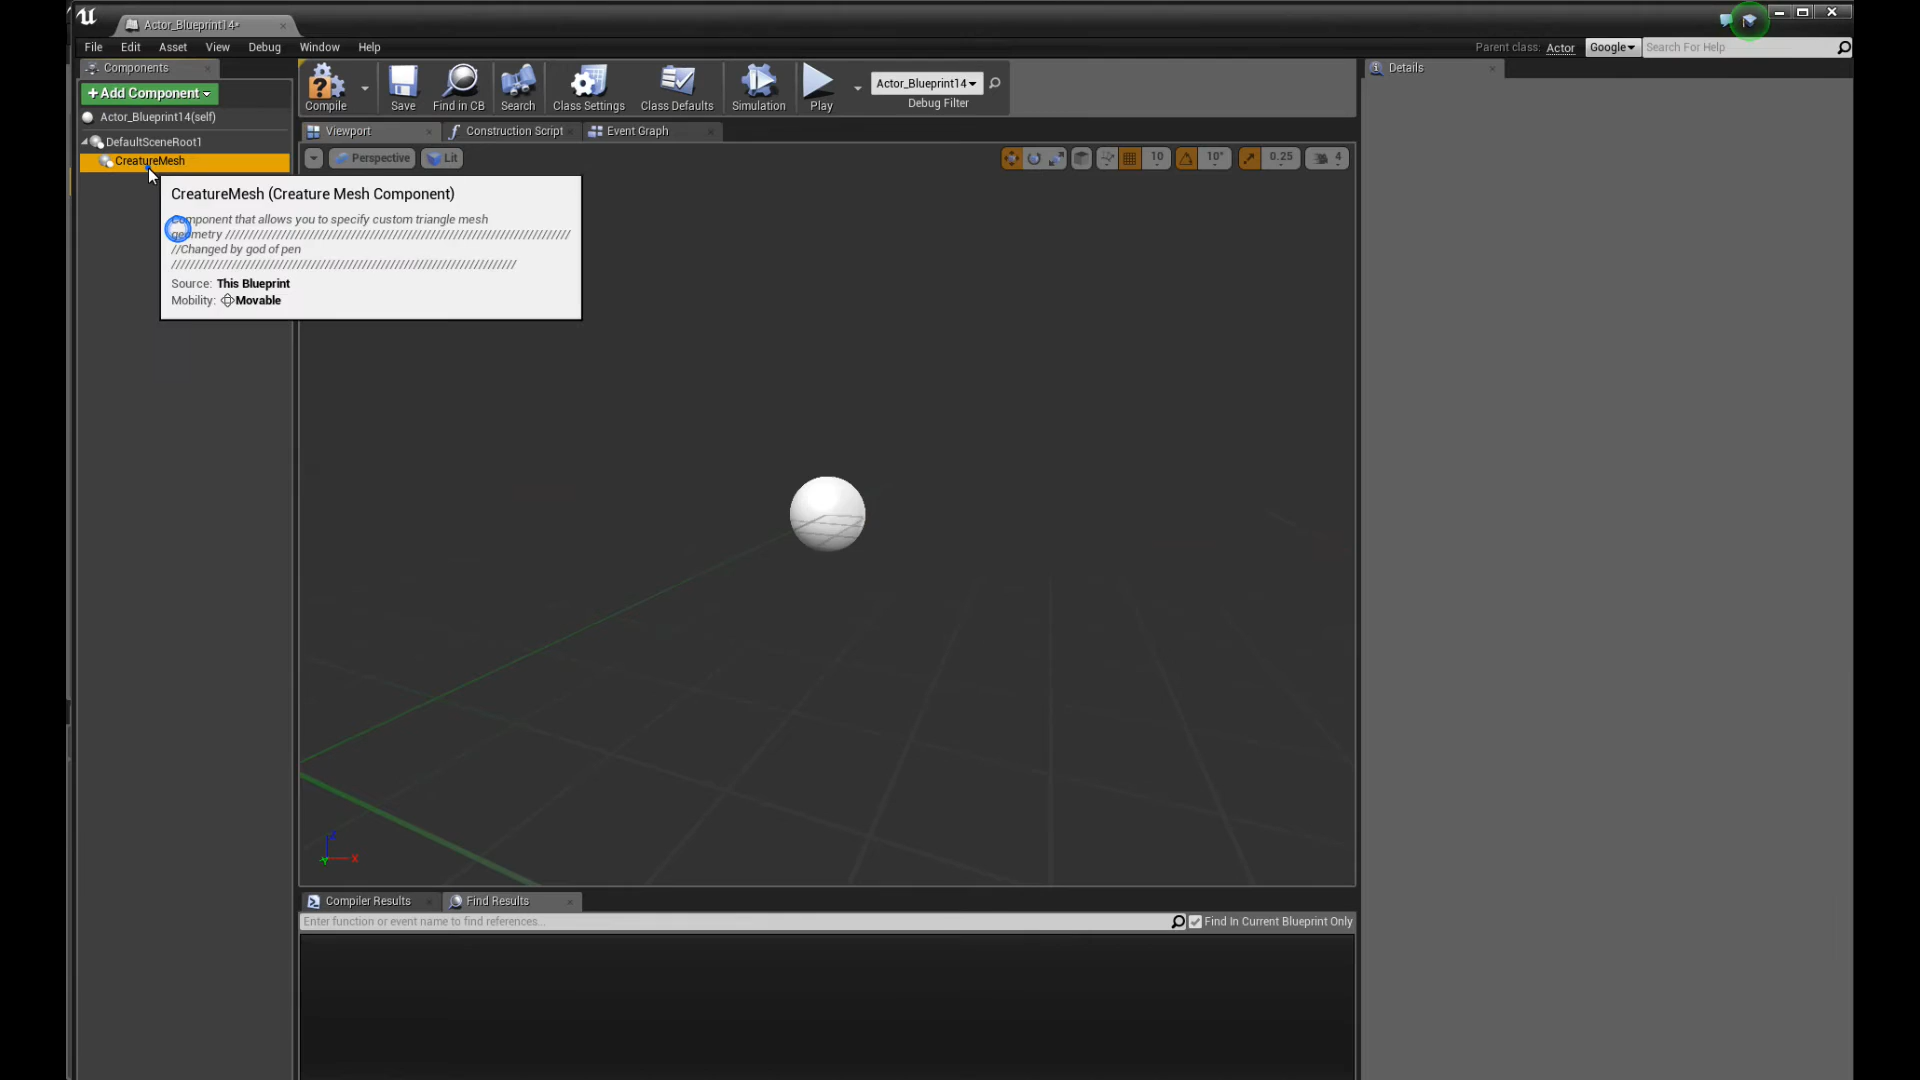 Actor_Blueprint14*
File Edit Asset View Debug Window Help
Parent class: Actor Google Search For Help
Components
Details
+Add Component
Compile Save Find in CB Search Class Settings Class Defaults Simulation Play
Actor_Blueprint14
Debug Filter
Actor_Blueprint14(self)
Viewport Construction Script Event Graph
DefaultSceneRoot1
Perspective Lit 10 10° 0.25 4
CreatureMesh
CreatureMesh (Creature Mesh Component)
Component that allows you to specify custom triangle mesh
geometry //////////////////////////////////////////////////////////////////////////
//Changed by god of pen
//////////////////////////////////////////////////////////////////////////
Source: This Blueprint
Mobility: Movable
Z
Y X
Compiler Results Find Results
Enter function or event name to find references...
Find In Current Blueprint Only